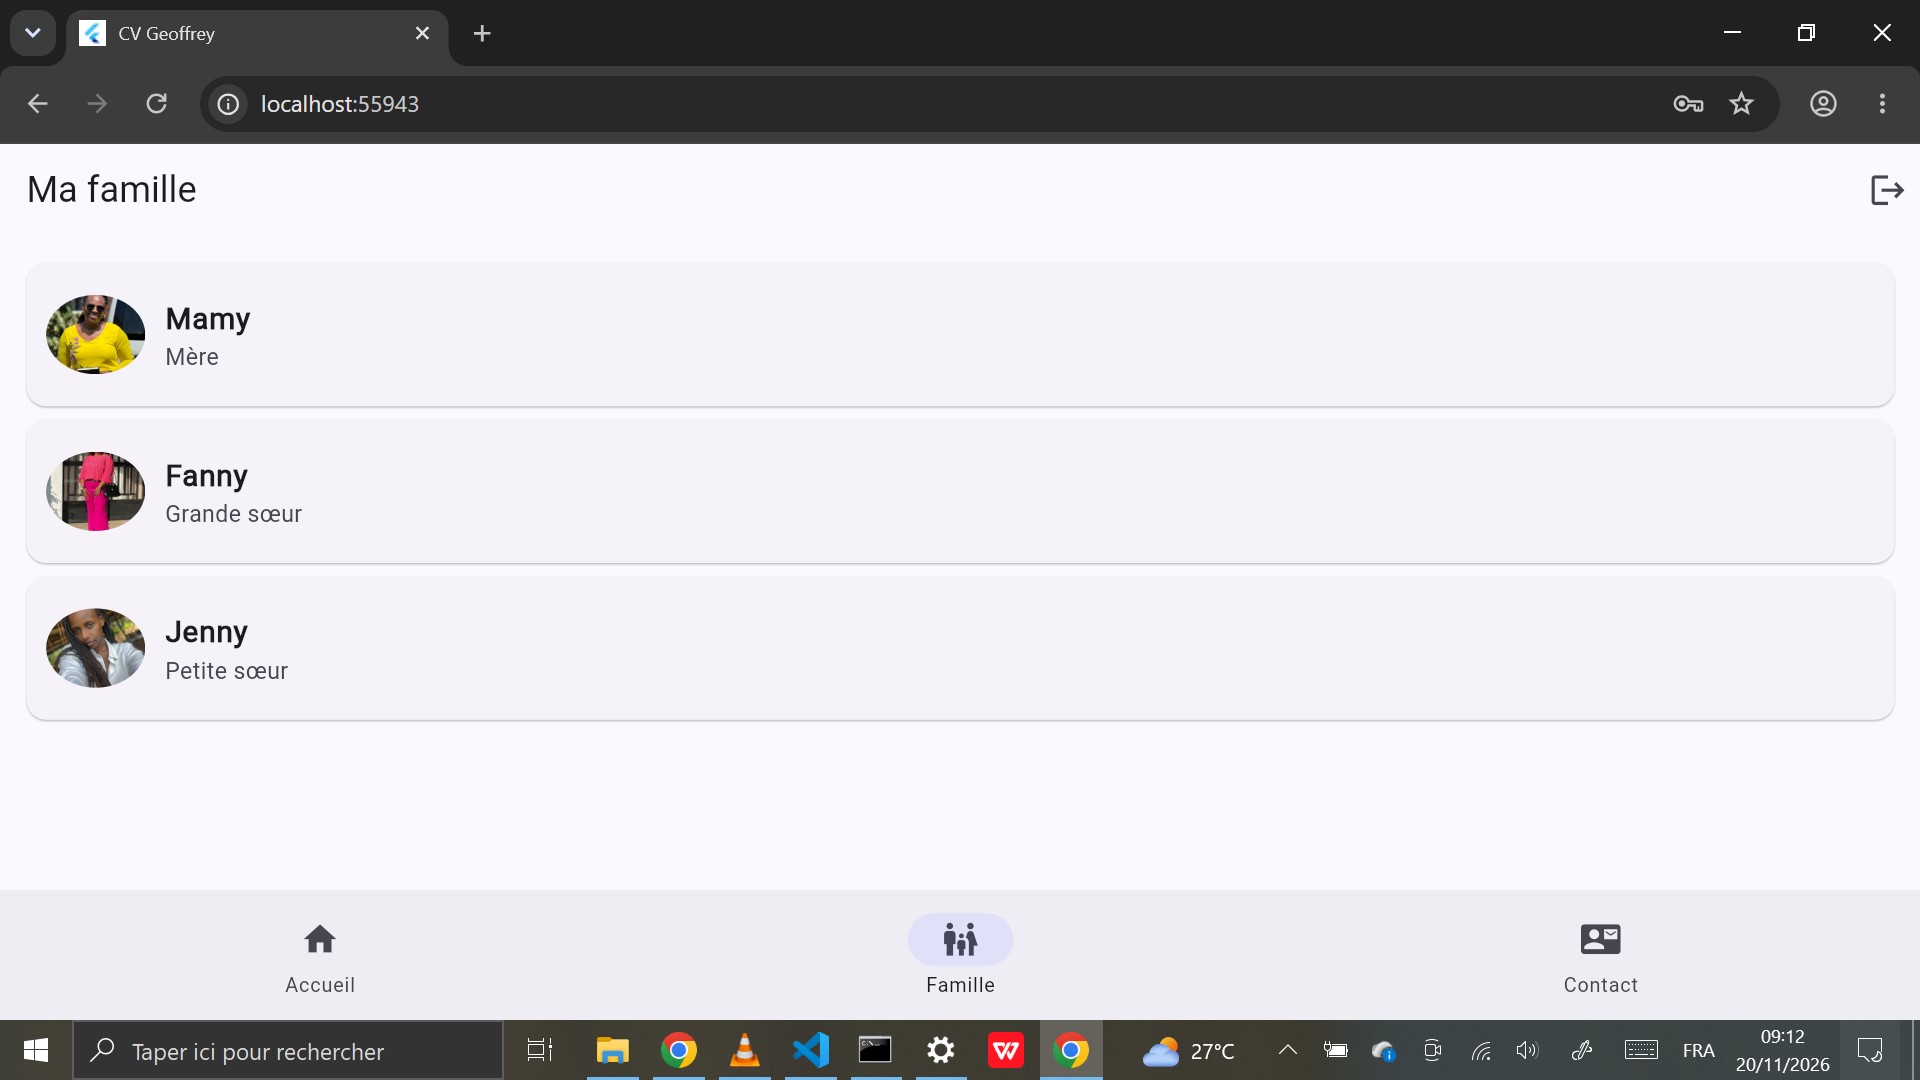 CV Geoffrey
localhost:55943
Ma famille
Mamy
Mère
Fanny
Grande sœur
Jenny
Petite sœur
Accueil
Famille
Contact
Taper ici pour rechercher
27°C
FRA
09:12
20/11/2026